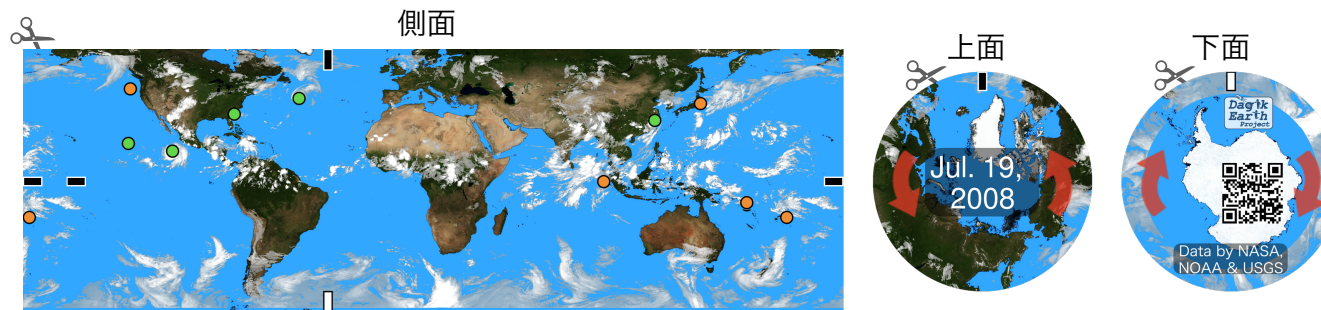 側面
上面
下面
Jul. 19,
2008
Dagik
Earth
Project
Data by NASA,
NOAA & USGS